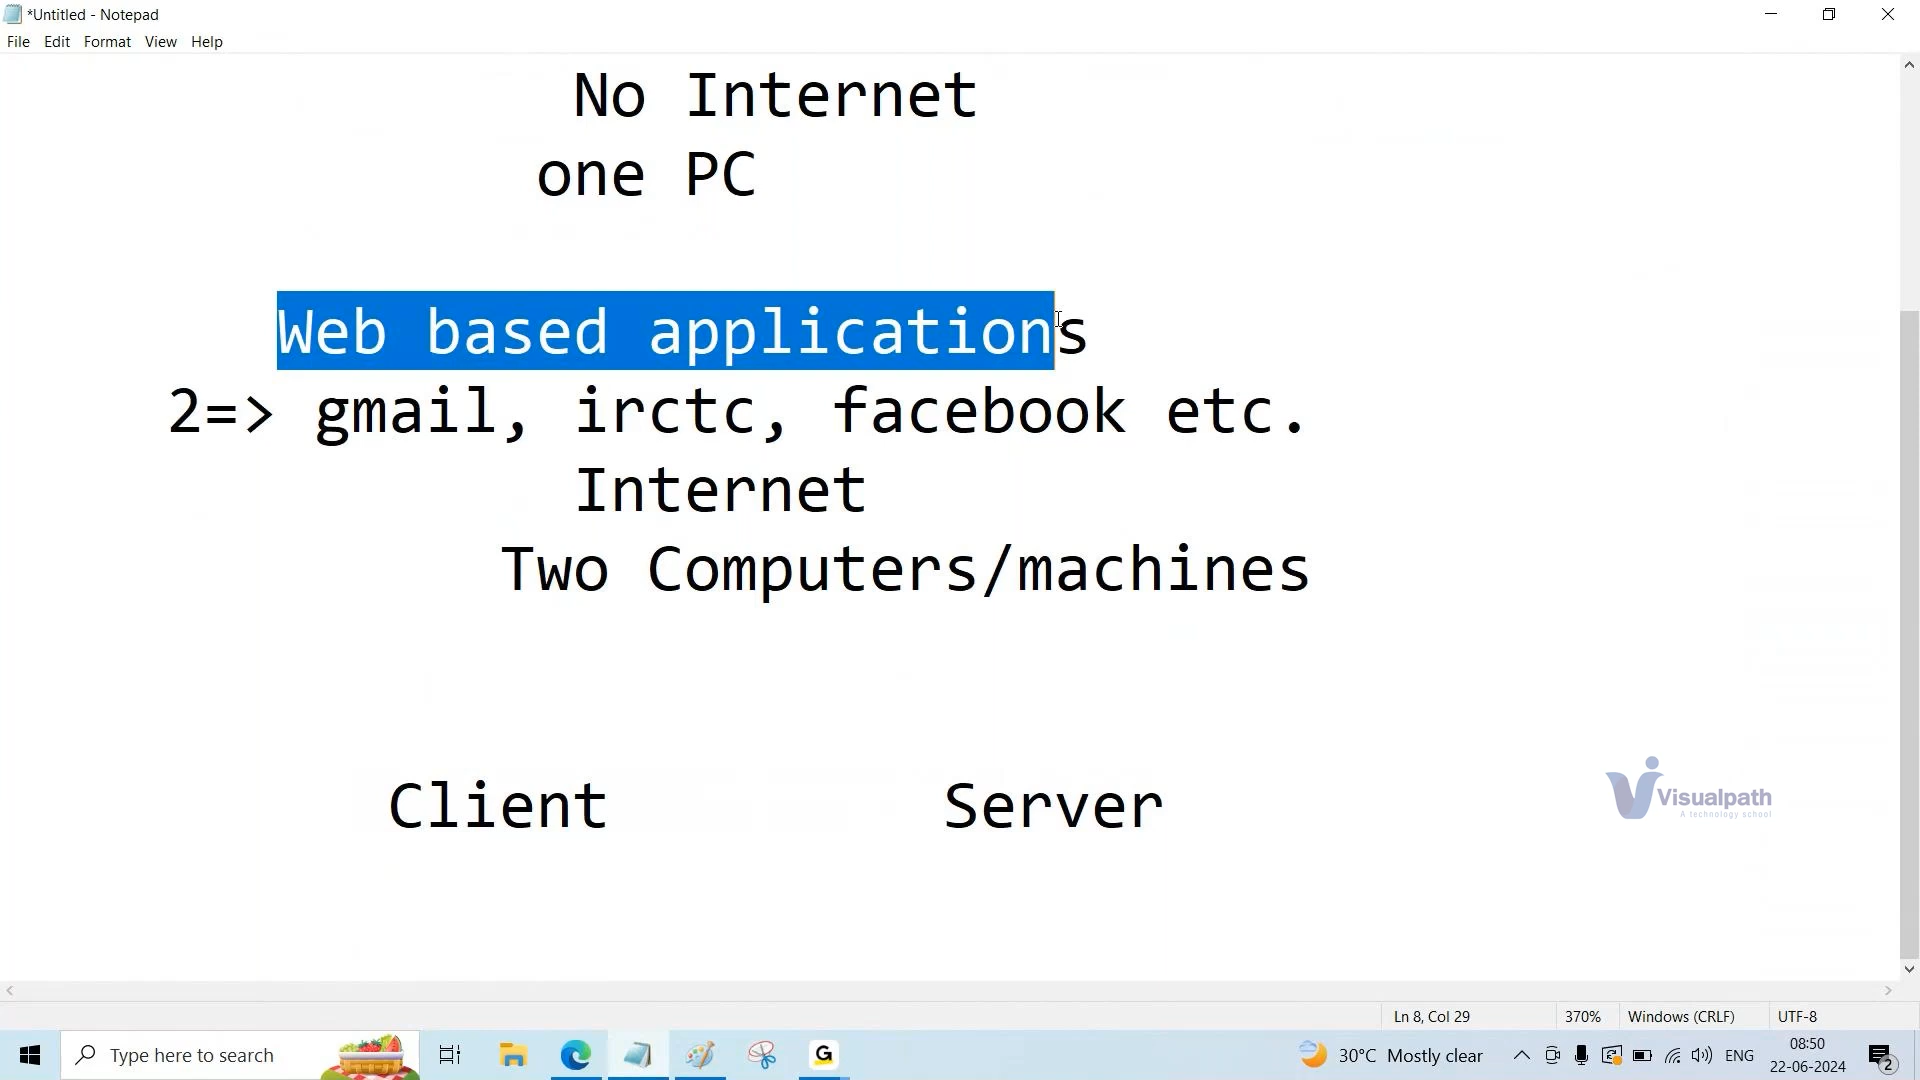 *Untitled - Notepad
File Edit Format View Help
No Internet
one PC
Web based applications
2=> gmail, irctc, facebook etc.
Internet
Two Computers/machines
Client Server
Visualpath
A technology school
Ln 8, Col 29 370% Windows (CRLF) UTF-8
Type here to search
30°C Mostly clear
ENG
08:50
22-06-2024
2